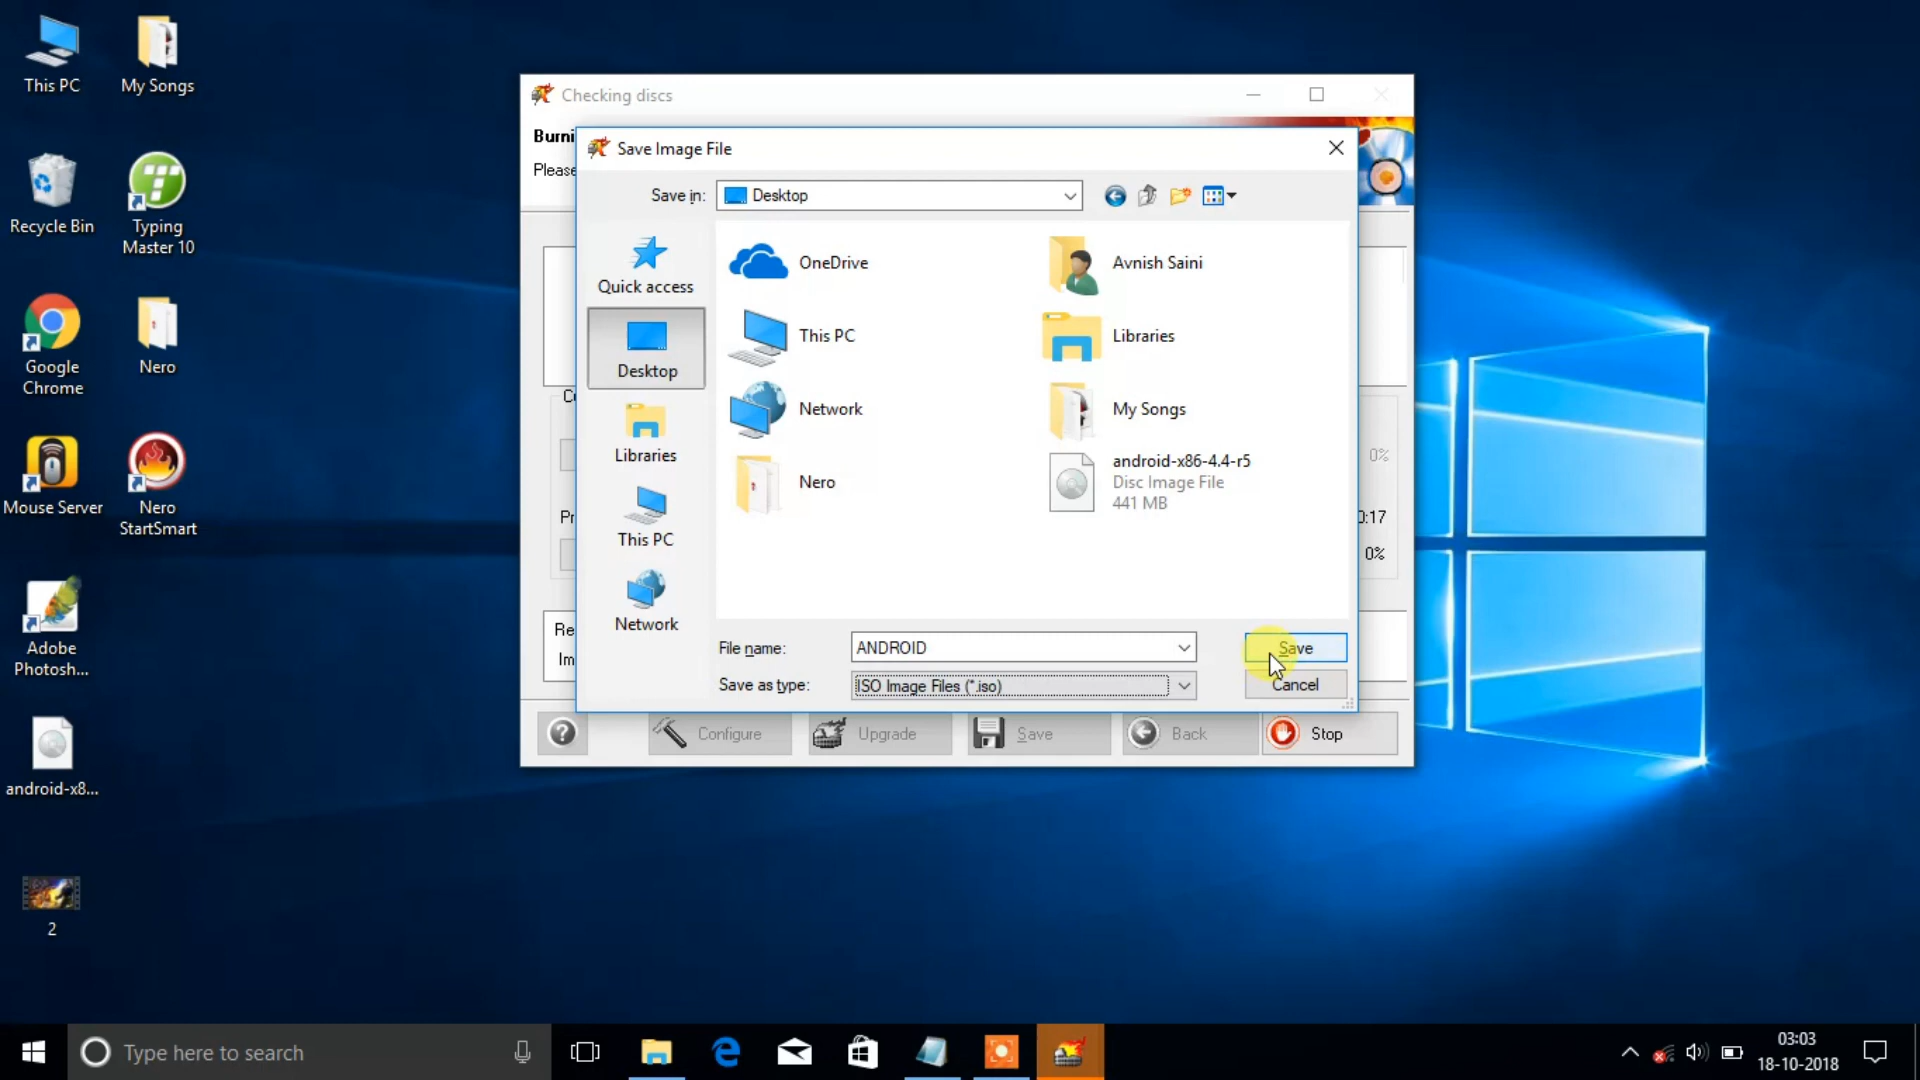 This PC
My Songs
Recycle Bin
Typing
Master 10
Google
Chrome
Nero
Mouse Server
Nero
StartSmart
Adobe
Photosh...
android-x8...
2
Checking discs
Burni
Please
Save Image File
Save in:
Desktop
Quick access
Desktop
Libraries
This PC
Network
OneDrive
Avnish Saini
This PC
Libraries
Network
My Songs
Nero
android-x86-4.4-r5
Disc Image File
441 MB
File name:
ANDROID
Save
Save as type:
ISO Image Files (*.iso)
Cancel
0%
0:17
0%
Re
Im
Configure
Upgrade
Save
Back
Stop
Type here to search
03:03
18-10-2018